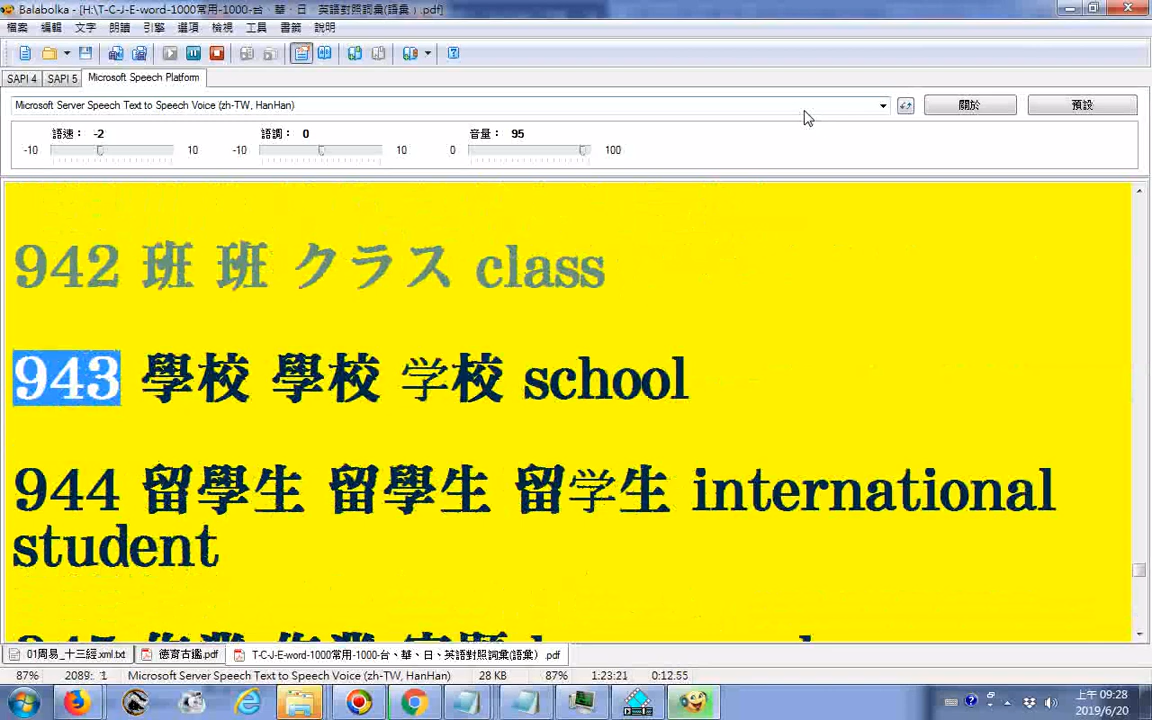 Balabolka - [H:\T-C-J-E-word-1000常用-1000-台、華、日、英語對照詞彙(語彙).pdf]
檔案 編輯 文字 朗讀 引擎 選項 檢視 工具 書籤 說明
SAPI 4 SAPI 5 Microsoft Speech Platform
Microsoft Server Speech Text to Speech Voice (zh-TW, HanHan) 關於 預設
語速： -2 語調： 0 音量： 95
-10 10 -10 10 0 100
942 班 班 クラス class
943 學校 學校 学校 school
944 留學生 留學生 留学生 international
student
01周易_十三經.xml.txt 德育古鑑.pdf T-C-J-E-word-1000常用-1000-台、華、日、英語對照詞彙(語彙）.pdf
87% 2089: 1 Microsoft Server Speech Text to Speech Voice (zh-TW, HanHan) 28 KB 87% 1:23:21 0:12.55
上午 09:28
2019/6/20